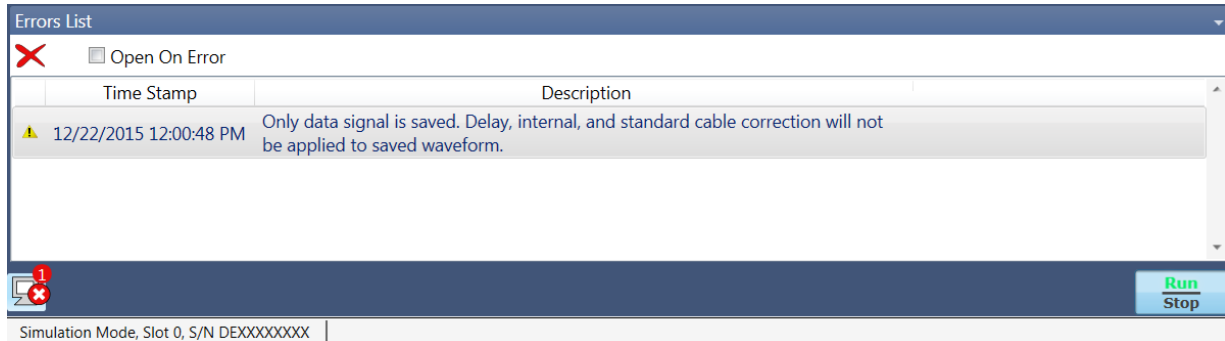 Errors List
Open On Error
Time Stamp
Description
12/22/2015 12:00:48 PM
Only data signal is saved. Delay, internal, and standard cable correction will not
be applied to saved waveform.
1
Run
Stop
Simulation Mode, Slot 0, S/N DEXXXXXXXX